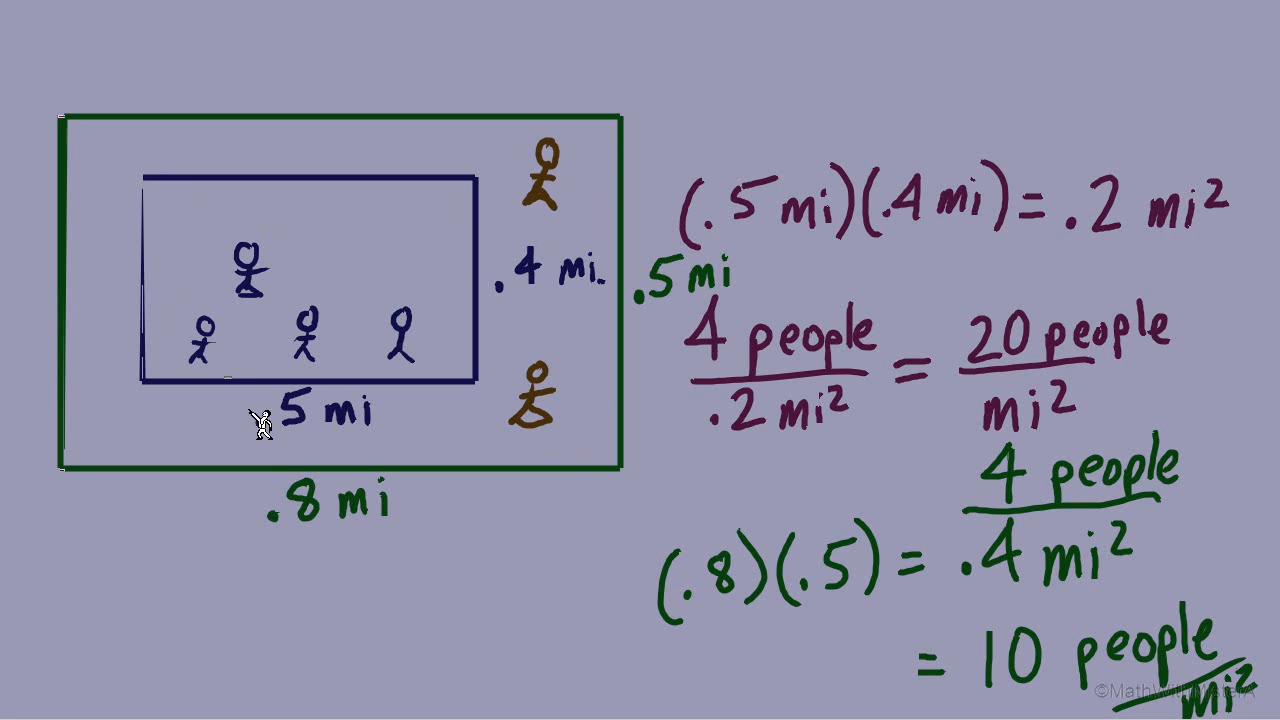 (.5 mi)(.4 mi) = .2 mi²
.4 mi.
.5 mi
4 people / .2 mi² = 20 people / mi²
5 mi
.8 mi
4 people
(.8)(.5) = .4 mi²
= 10 people / mi²
©MathWithMisterA